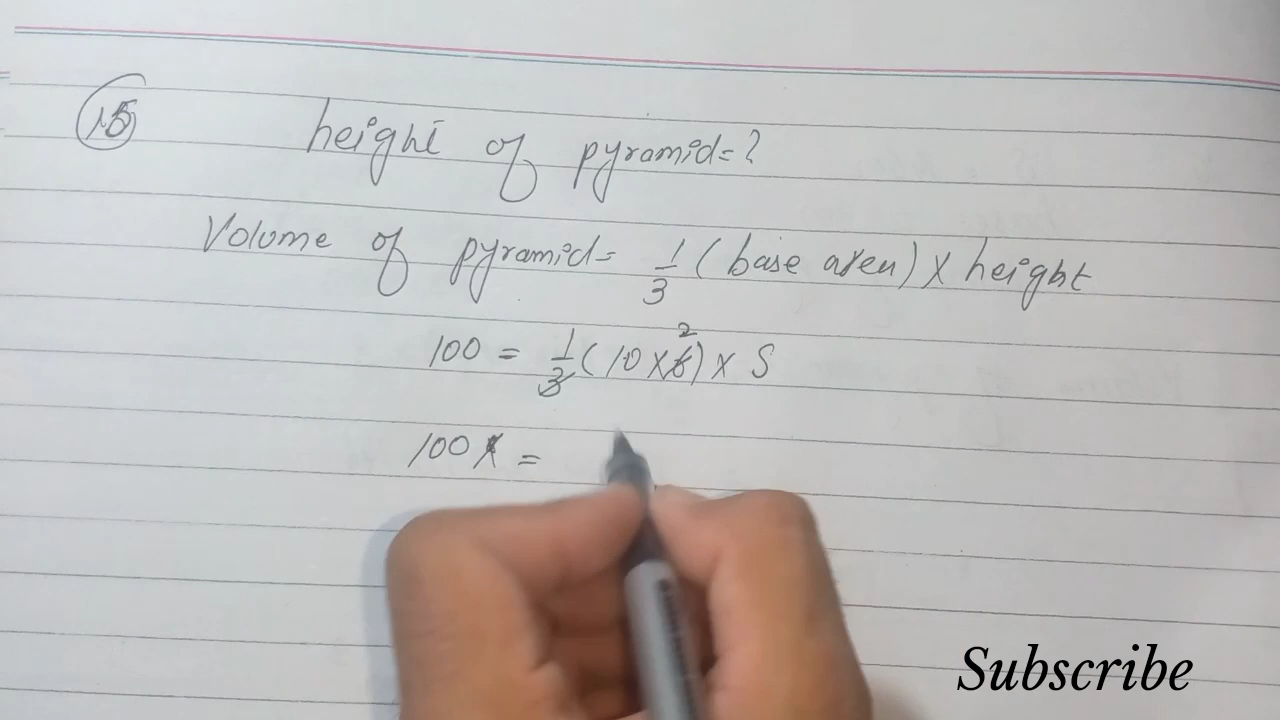 15
height of pyramid=?
Volume of pyramid= 1/3 (base area) X height
100 = 1/3 (10 X 6) X S
2
100 =
Subscribe